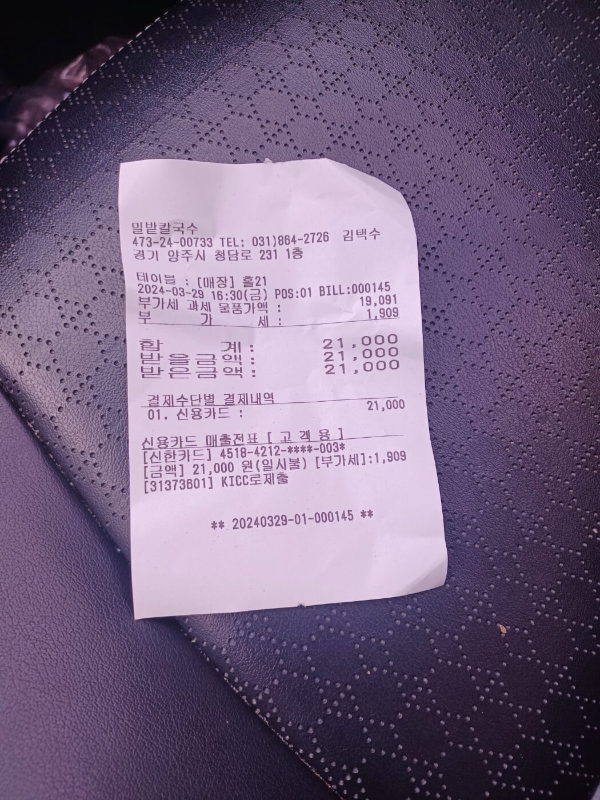 밀밭칼국수
473-24-00733 TEL: 031)864-2726 김택수
경기 양주시 청담로 231 1층
테이블 : [매장] 홀21
2024-03-29 16:30(금) POS:01 BILL:000145
부가세 과세 물품가액 : 19,091
부 가 세 : 1,909
합 계 : 21,000
받을금액 : 21,000
받은금액 : 21,000
결제수단별 결제내역
01. 신용카드 : 21,000
신용카드 매출전표 [ 고 객 용 ]
[신한카드] 4518-4212-****-003*
[금액] 21,000 원(일시불) [부가세]:1,909
[31373601] KICC로제출
** 20240329-01-000145 **